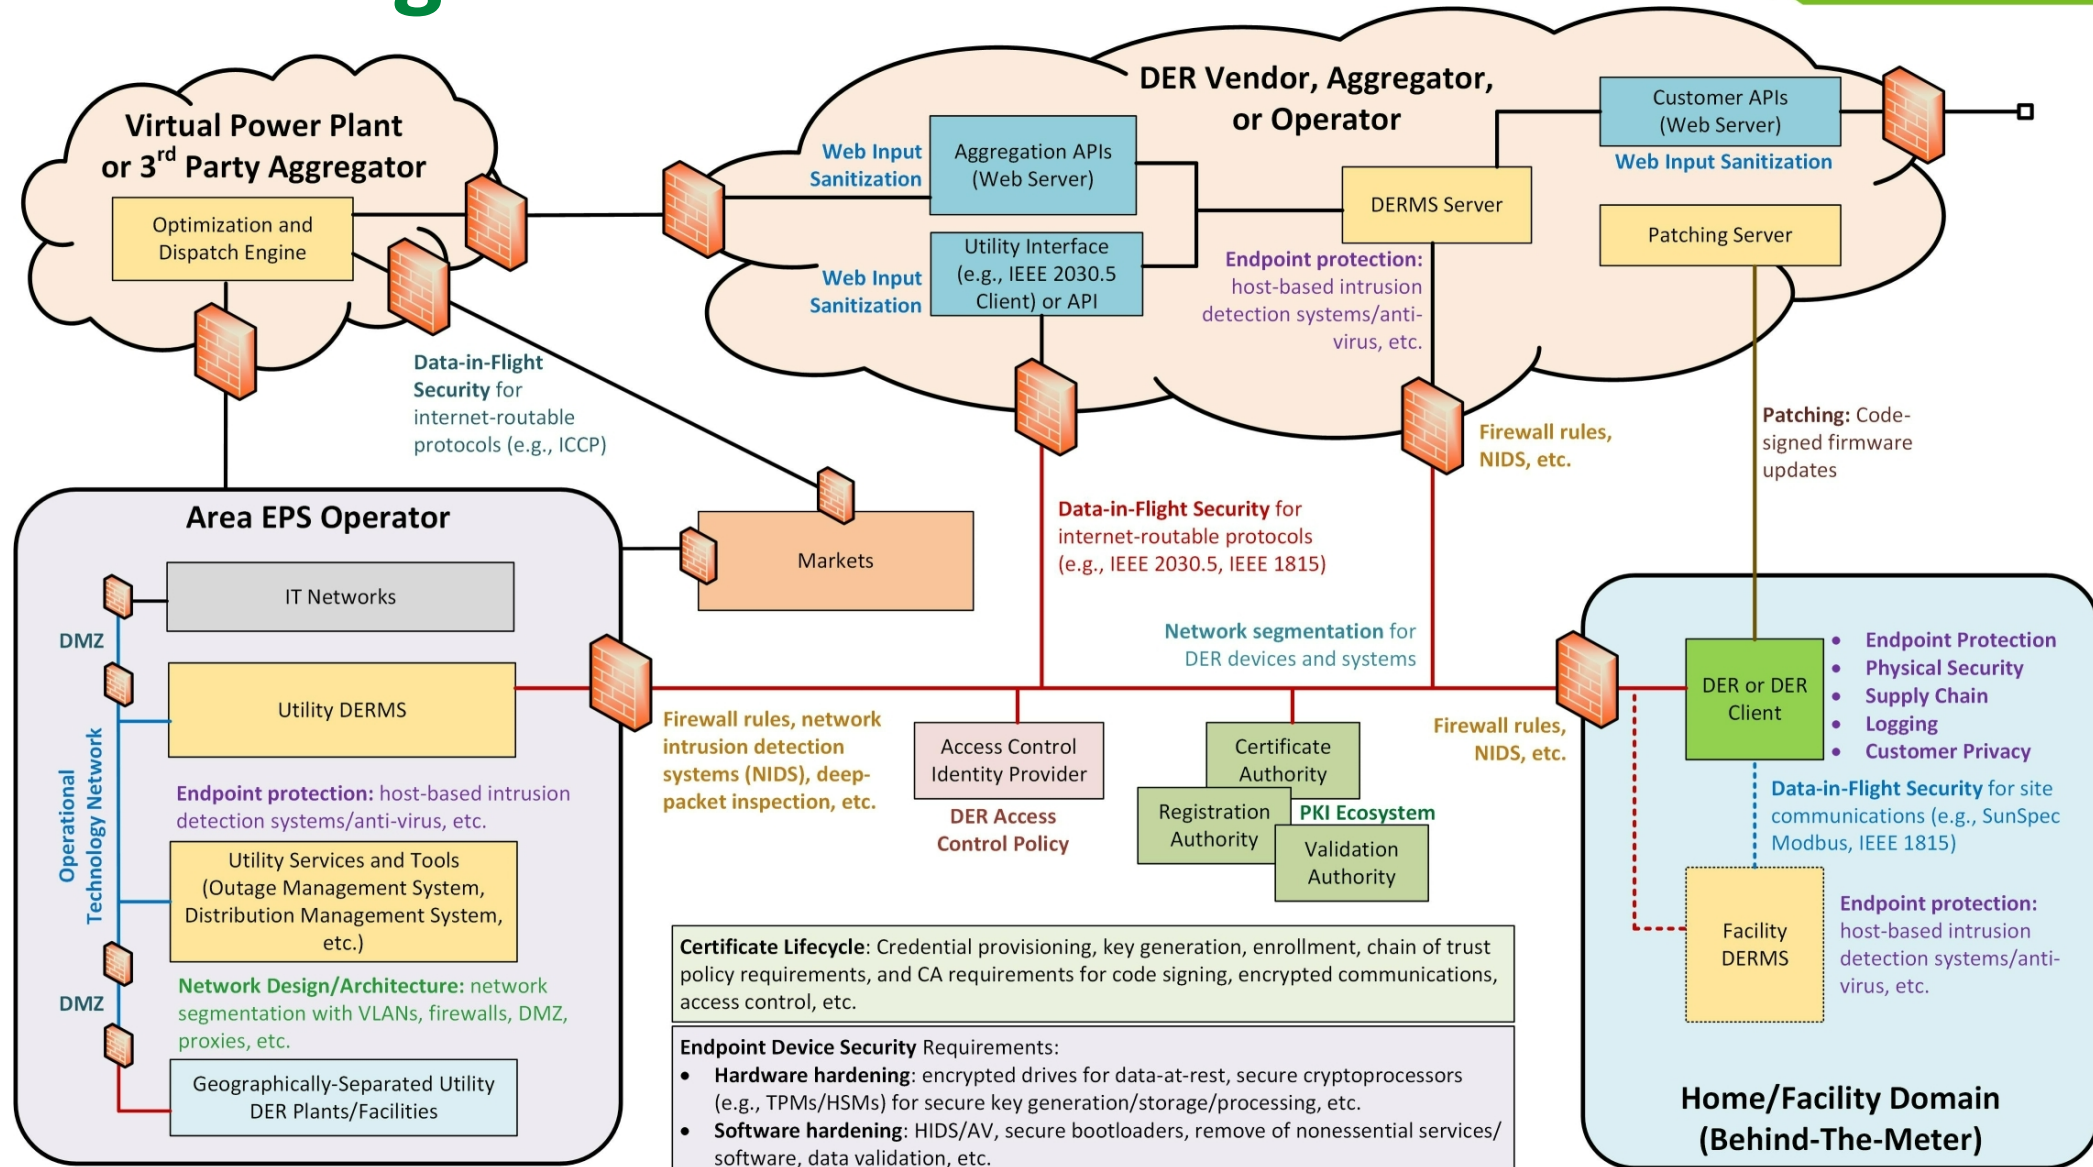 Virtual Power Plant
or 3rd Party Aggregator
Optimization and
Dispatch Engine
DER Vendor, Aggregator,
or Operator
Web Input
Sanitization
Aggregation APIs
(Web Server)
Web Input
Sanitization
Utility Interface
(e.g., IEEE 2030.5
Client) or API
DERMS Server
Endpoint protection:
host-based intrusion
detection systems/anti-
virus, etc.
Customer APIs
(Web Server)
Web Input Sanitization
Patching Server
Data-in-Flight
Security for
internet-routable
protocols (e.g., ICCP)
Firewall rules,
NIDS, etc.
Patching: Code-
signed firmware
updates
Data-in-Flight Security for
internet-routable protocols
(e.g., IEEE 2030.5, IEEE 1815)
Markets
Network segmentation for
DER devices and systems
Area EPS Operator
IT Networks
DMZ
Utility DERMS
Operational
Technology Network
Endpoint protection: host-based intrusion
detection systems/anti-virus, etc.
Utility Services and Tools
(Outage Management System,
Distribution Management System,
etc.)
DMZ
Network Design/Architecture: network
segmentation with VLANs, firewalls, DMZ,
proxies, etc.
Geographically-Separated Utility
DER Plants/Facilities
Firewall rules, network
intrusion detection
systems (NIDS), deep-
packet inspection, etc.
Access Control
Identity Provider
DER Access
Control Policy
Certificate
Authority
Registration
Authority
PKI Ecosystem
Validation
Authority
Firewall rules,
NIDS, etc.
DER or DER
Client
• Endpoint Protection
• Physical Security
• Supply Chain
• Logging
• Customer Privacy
Data-in-Flight Security for site
communications (e.g., SunSpec
Modbus, IEEE 1815)
Facility
DERMS
Endpoint protection:
host-based intrusion
detection systems/anti-
virus, etc.
Home/Facility Domain
(Behind-The-Meter)
Certificate Lifecycle: Credential provisioning, key generation, enrollment, chain of trust
policy requirements, and CA requirements for code signing, encrypted communications,
access control, etc.
Endpoint Device Security Requirements:
• Hardware hardening: encrypted drives for data-at-rest, secure cryptoprocessors
(e.g., TPMs/HSMs) for secure key generation/storage/processing, etc.
• Software hardening: HIDS/AV, secure bootloaders, remove of nonessential services/
software, data validation, etc.